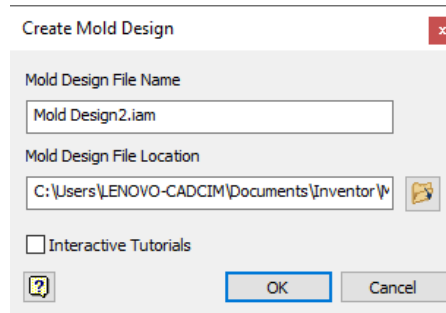 Create Mold Design
x
Mold Design File Name
Mold Design2.iam
Mold Design File Location
C:\Users\LENOVO-CADCIM\Documents\Inventor\M
Interactive Tutorials
?
OK Cancel